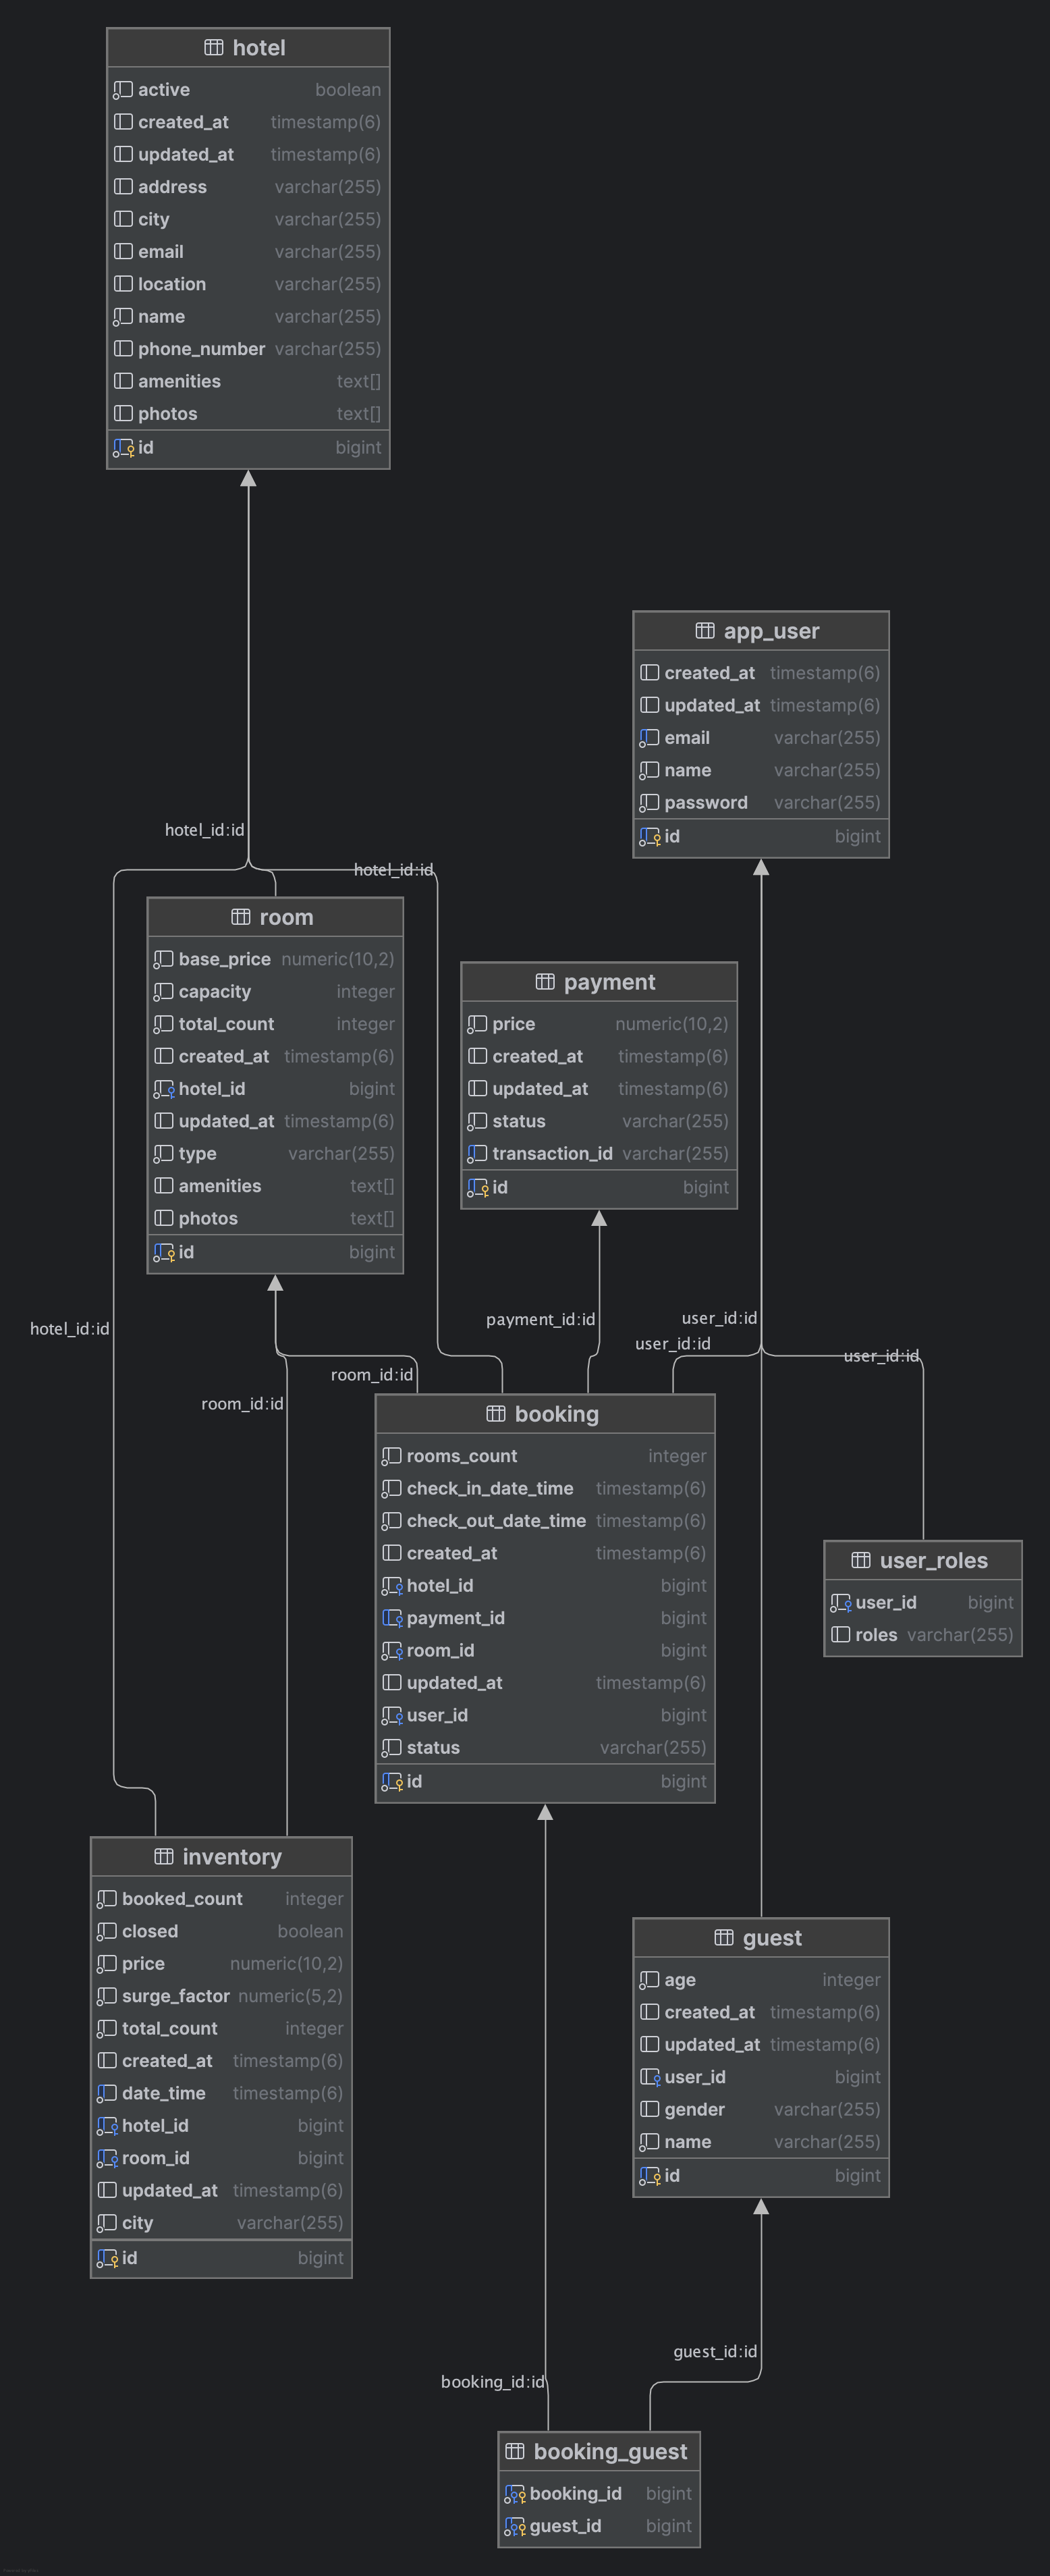 hotel
active boolean
created_at timestamp(6)
updated_at timestamp(6)
address varchar(255)
city varchar(255)
email varchar(255)
location varchar(255)
name varchar(255)
phone_number varchar(255)
amenities text[]
photos text[]
id bigint
app_user
created_at timestamp(6)
updated_at timestamp(6)
email varchar(255)
name varchar(255)
password varchar(255)
id bigint
hotel_id:id
hotel_id:id
room
base_price numeric(10,2)
capacity integer
total_count integer
created_at timestamp(6)
hotel_id bigint
updated_at timestamp(6)
type varchar(255)
amenities text[]
photos text[]
id bigint
payment
price numeric(10,2)
created_at timestamp(6)
updated_at timestamp(6)
status varchar(255)
transaction_id varchar(255)
id bigint
hotel_id:id
payment_id:id
user_id:id
user_id:id
user_id:id
room_id:id
room_id:id
booking
rooms_count integer
check_in_date_time timestamp(6)
check_out_date_time timestamp(6)
created_at timestamp(6)
hotel_id bigint
payment_id bigint
room_id bigint
updated_at timestamp(6)
user_id bigint
status varchar(255)
id bigint
user_roles
user_id bigint
roles varchar(255)
inventory
booked_count integer
closed boolean
price numeric(10,2)
surge_factor numeric(5,2)
total_count integer
created_at timestamp(6)
date_time timestamp(6)
hotel_id bigint
room_id bigint
updated_at timestamp(6)
city varchar(255)
id bigint
guest
age integer
created_at timestamp(6)
updated_at timestamp(6)
user_id bigint
gender varchar(255)
name varchar(255)
id bigint
guest_id:id
booking_id:id
booking_guest
booking_id bigint
guest_id bigint